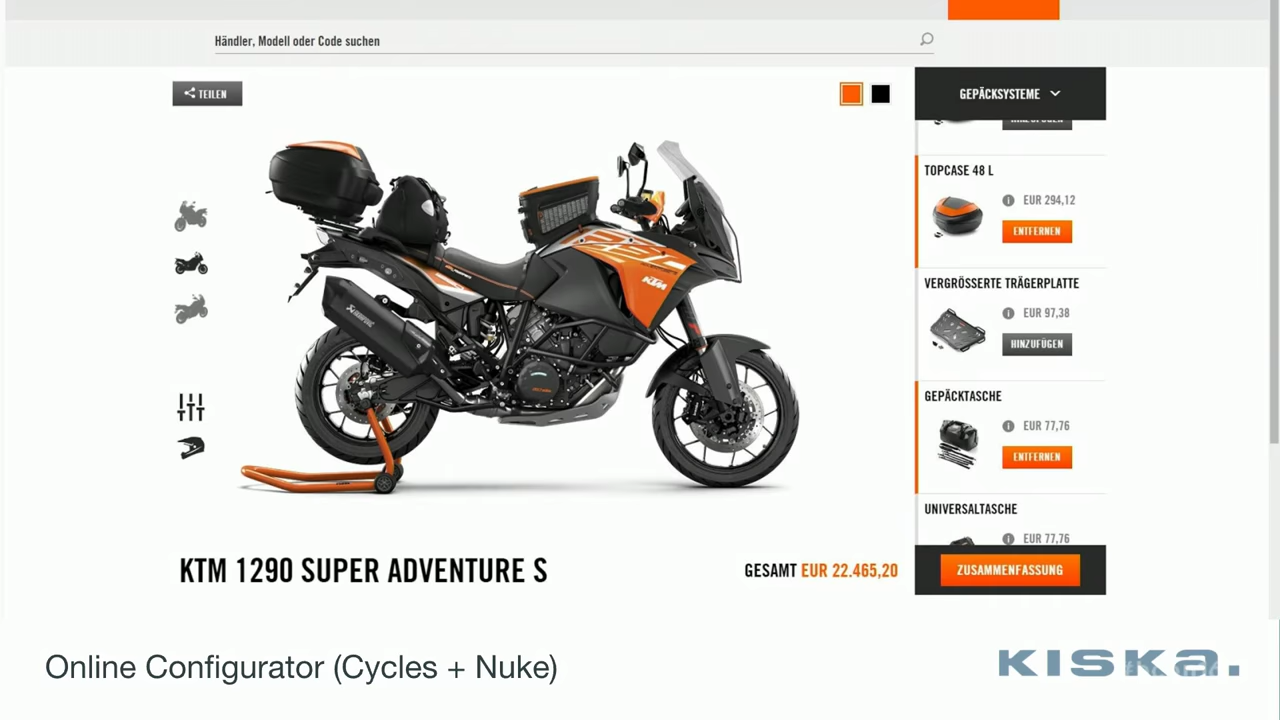 Händler, Modell oder Code suchen
TEILEN
GEPÄCKSYSTEME
HINZUFÜGEN
TOPCASE 48 L
EUR 294,12
ENTFERNEN
VERGRÖSSERTE TRÄGERPLATTE
EUR 97,38
HINZUFÜGEN
GEPÄCKTASCHE
EUR 77,76
ENTFERNEN
UNIVERSALTASCHE
EUR 77,76
KTM
KTM 1290 SUPER ADVENTURE S
GESAMT EUR 22.465,20
ZUSAMMENFASSUNG
Online Configurator (Cycles + Nuke)
KISKA.